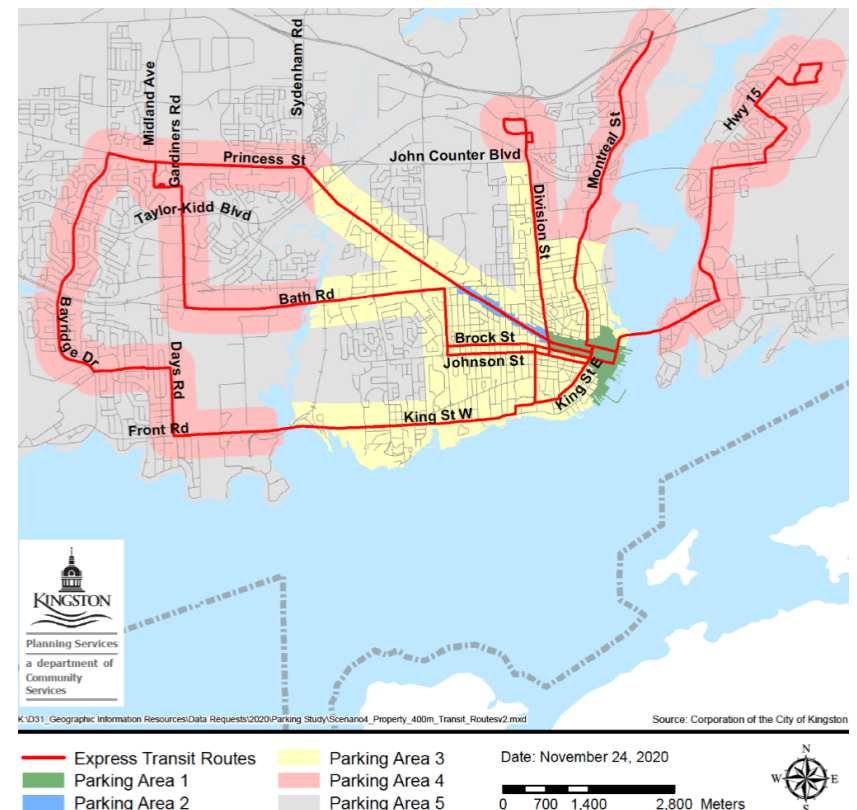 Sydenham Rd
Midland Ave
Gardiners Rd
Hwy 15
Montreal St
Princess St
John Counter Blvd
Taylor-Kidd Blvd
Division St
Bath Rd
Bayridge Dr
Days Rd
Brock St
Johnson St
King St E
King St W
Front Rd
KINGSTON
Planning Services
a department of
Community
Services
K:\D31_Geographic Information Resources\Data Requests\2020\Parking Study\Scenario4_Property_400m_Transit_Routesv2.mxd
Source: Corporation of the City of Kingston
Express Transit Routes
Parking Area 1
Parking Area 2
Parking Area 3
Parking Area 4
Parking Area 5
Date: November 24, 2020
0 700 1,400 2,800 Meters
N
W E
S